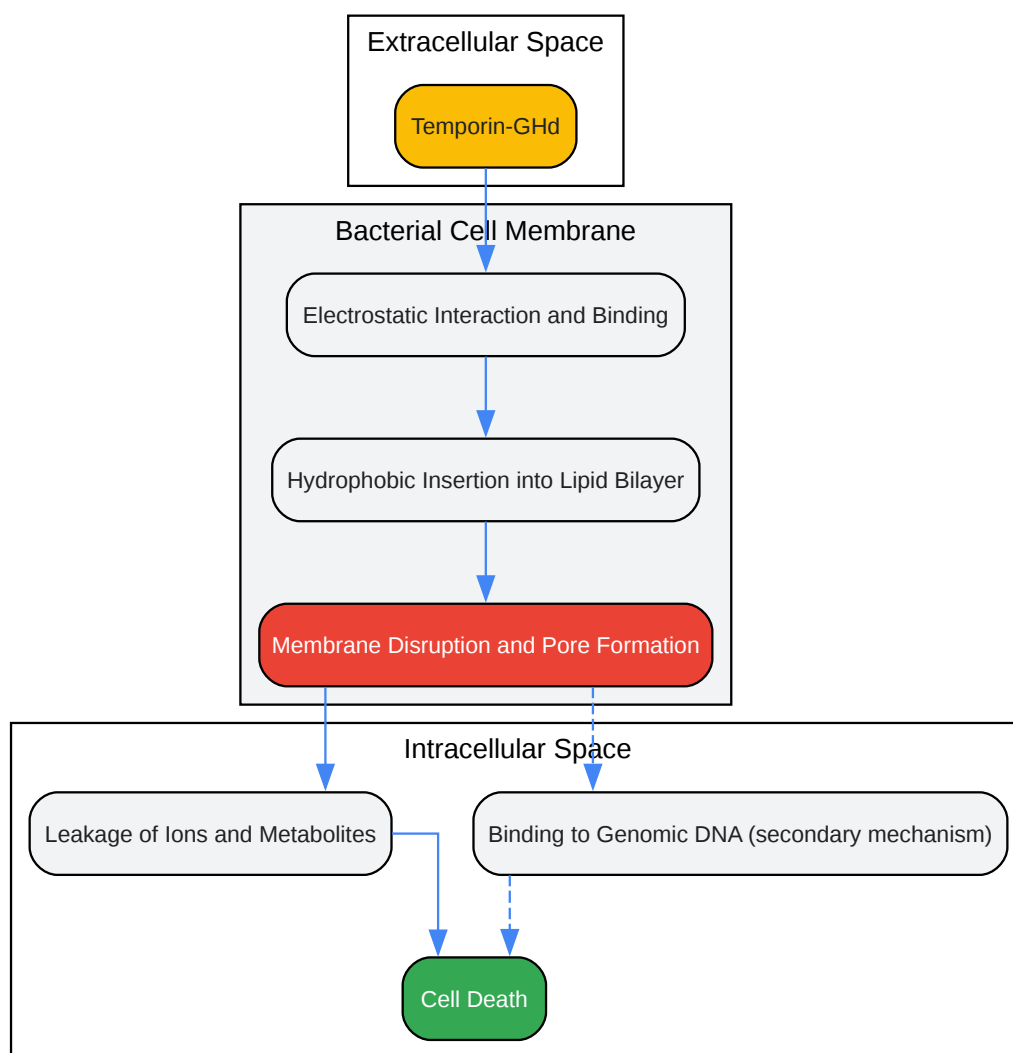 Extracellular Space
Temporin-GHd
Bacterial Cell Membrane
Electrostatic Interaction and Binding
Hydrophobic Insertion into Lipid Bilayer
Membrane Disruption and Pore Formation
Intracellular Space
Leakage of Ions and Metabolites
Binding to Genomic DNA (secondary mechanism)
Cell Death